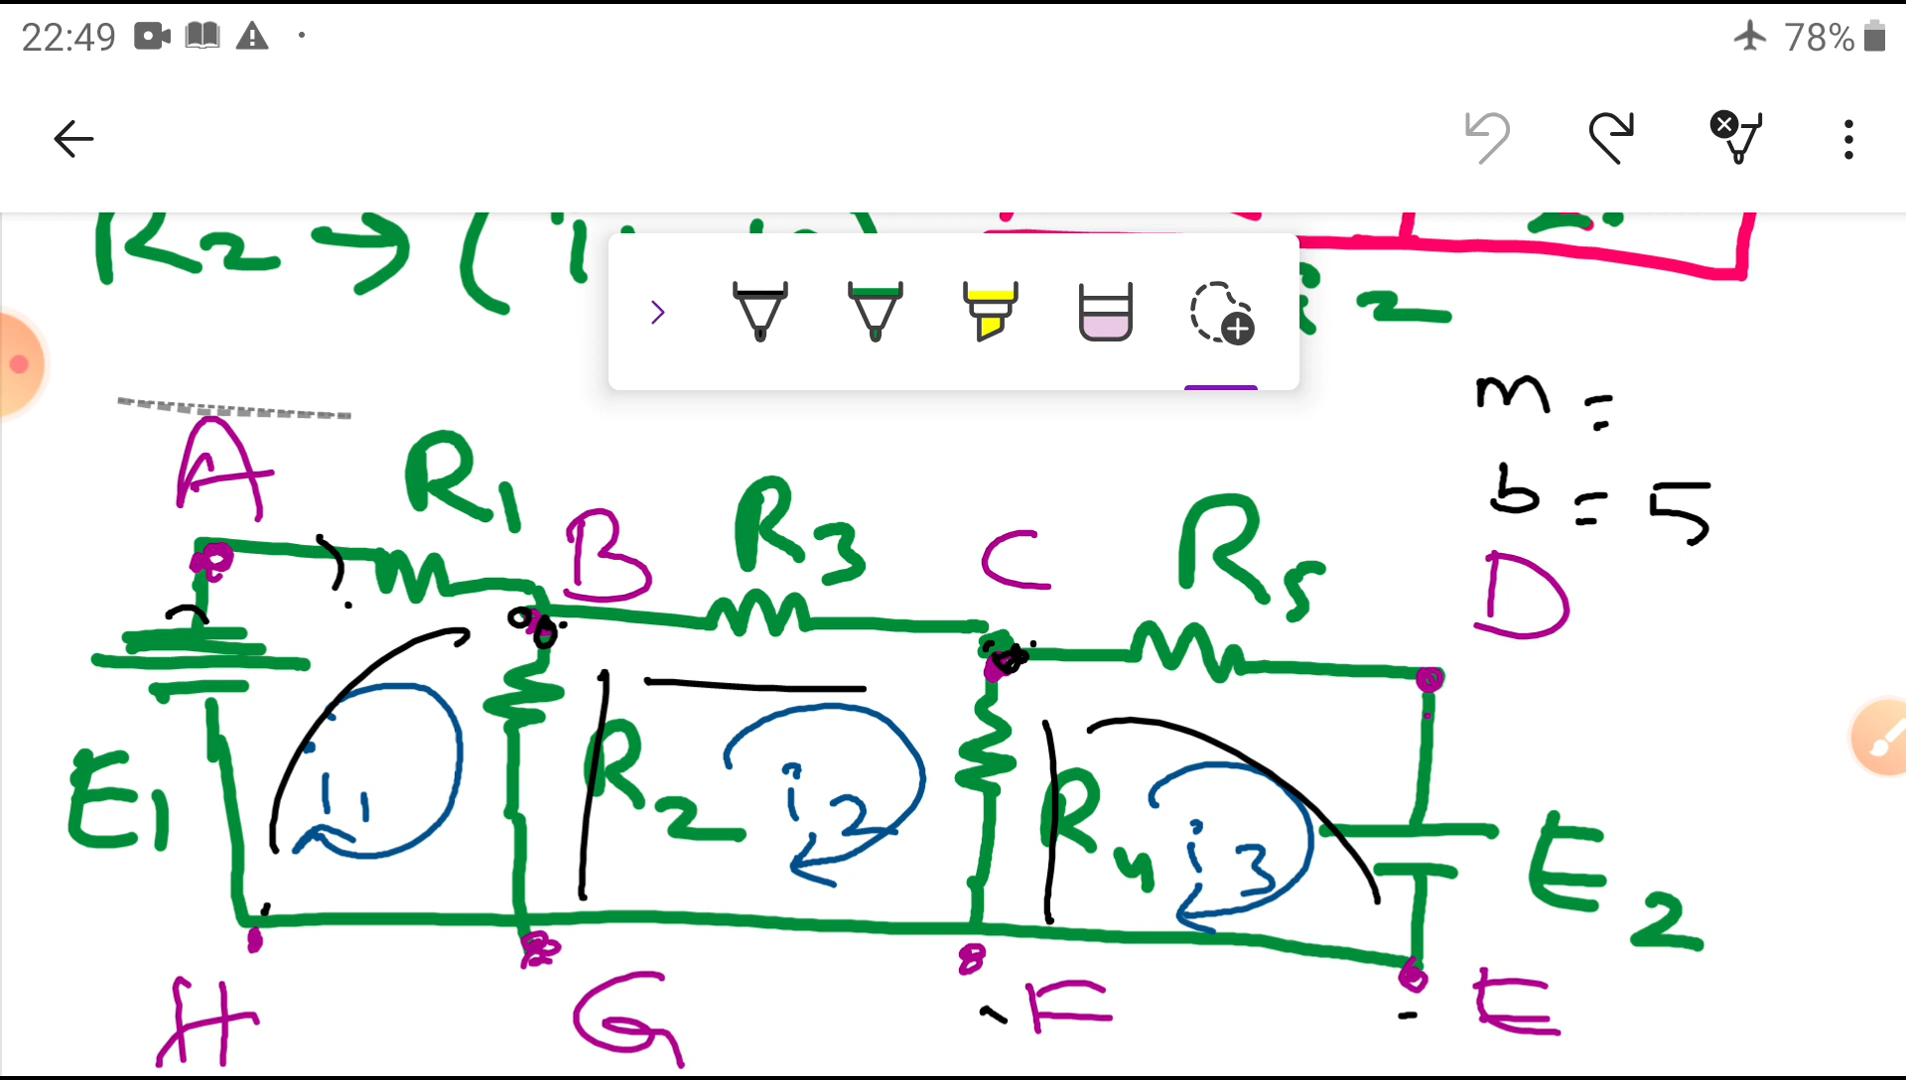 22:49 78%
R2 → (i
i2
m =
b = 5
A R1 B R3 C R5 D
E1 i1 R2 i2 R4 i3 E2
H G F E